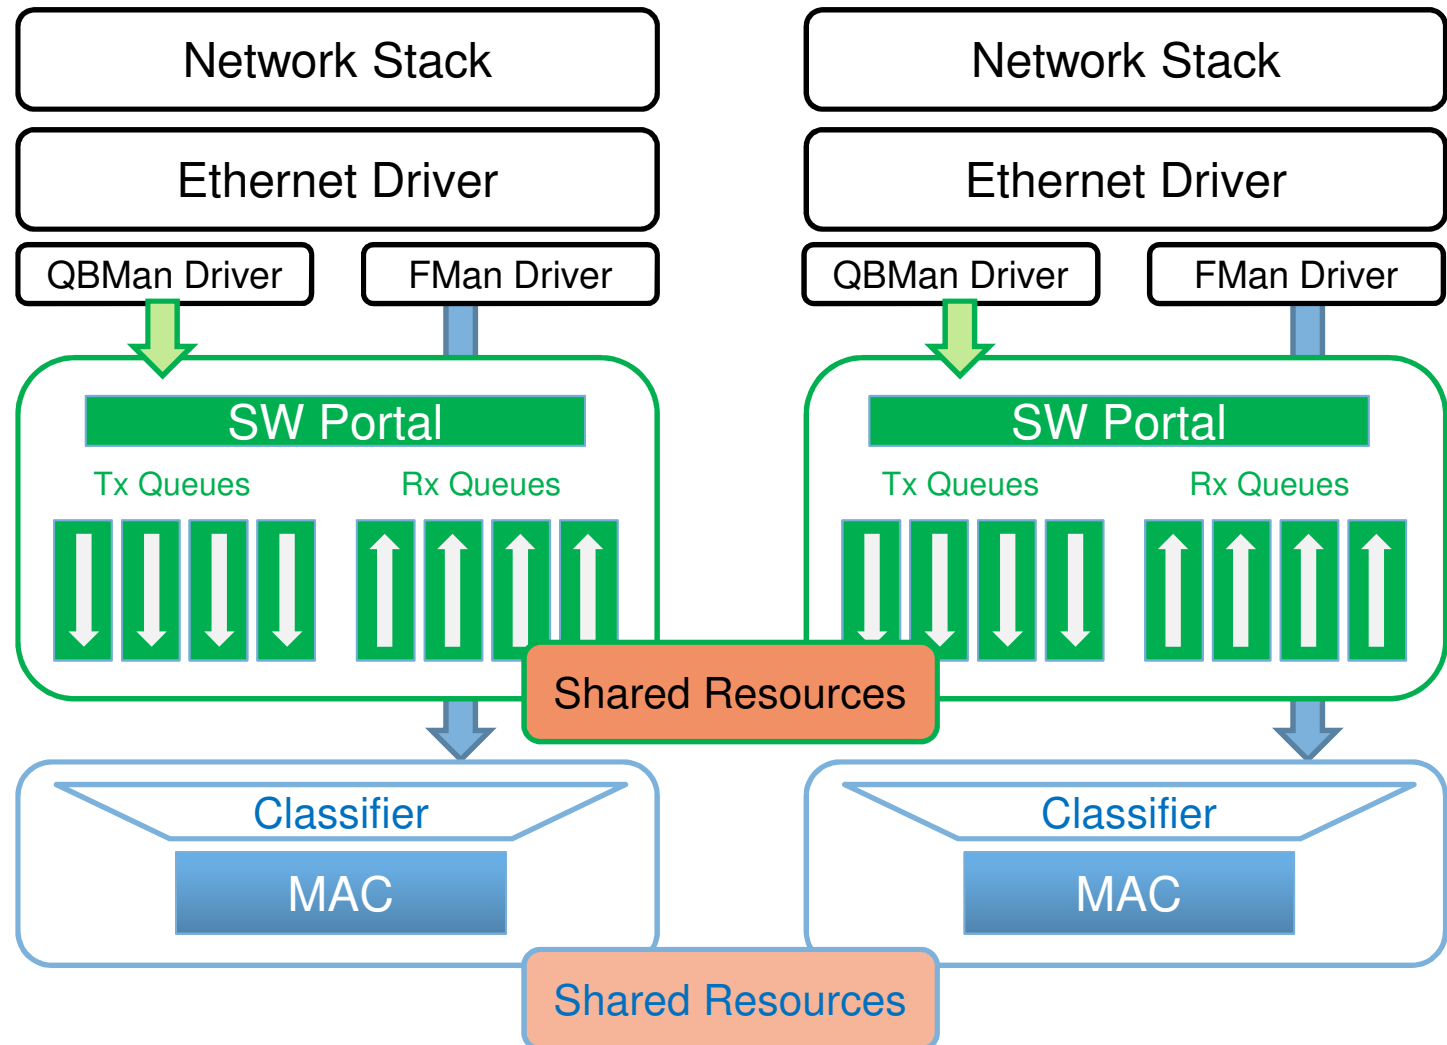 Network Stack
Network Stack
Ethernet Driver
Ethernet Driver
QBMan Driver
FMan Driver
QBMan Driver
FMan Driver
SW Portal
SW Portal
Tx Queues
Rx Queues
Tx Queues
Rx Queues
Shared Resources
Classifier
Classifier
MAC
MAC
Shared Resources